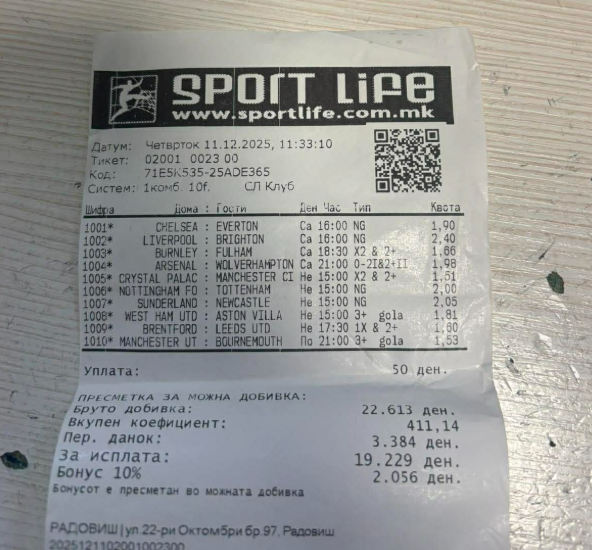 SPORT LIFE
www.sportlife.com.mk
Датум: Четврток 11.12.2025, 11:33:10
Тикет: 02001 0023 00
Код: 71E5K535-25ADE365
Систем: 1комб. 10f. СЛ Клуб
Шифра Дома : Гости Ден Час Тип Квота
1001* CHELSEA : EVERTON Са 16:00 NG 1,90
1002* LIVERPOOL : BRIGHTON Са 16:00 NG 2,40
1003* BURNLEY : FULHAM Са 18:30 X2 & 2+ 1,66
1004* ARSENAL : WOLVERHAMPTON Са 21:00 0-2I&2+II 1,98
1005* CRYSTAL PALAC : MANCHESTER CI Не 15:00 X2 & 2+ 1,51
1006* NOTTINGHAM FO : TOTTENHAM Не 15:00 NG 2,00
1007* SUNDERLAND : NEWCASTLE Не 15:00 NG 2,05
1008* WEST HAM UTD : ASTON VILLA Не 15:00 3+ gola 1,81
1009* BRENTFORD : LEEDS UTD Не 17:30 1X & 2+ 1,60
1010* MANCHESTER UT : BOURNEMOUTH По 21:00 3+ gola 1,53
Уплата: 50 ден.
ПРЕСМЕТКА ЗА МОЖНА ДОБИВКА:
Бруто добивка: 22.613 ден.
Вкупен коефициент: 411,14
Пер. данок: 3.384 ден.
За исплата: 19.229 ден.
Бонус 10% 2.056 ден.
Бонусот е пресметан во можната добивка
РАДОВИШ | ул.22-ри Октомбри бр.97, Радовиш
2025121102001002300